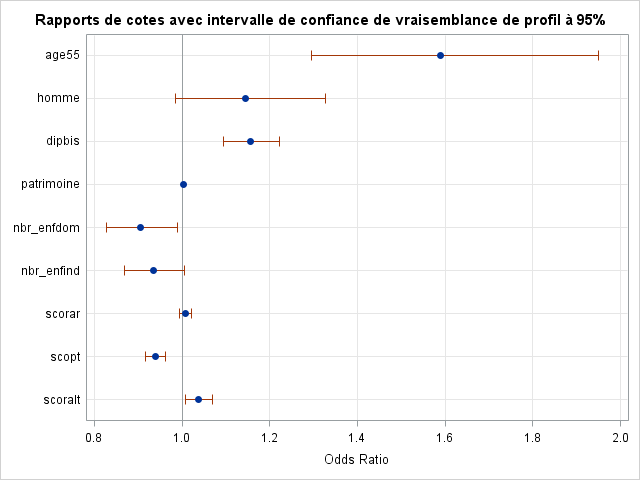 Rapports de cotes avec intervalle de confiance de vraisemblance de profil à 95%
age55
homme
dipbis
patrimoine
nbr_enfdom
nbr_enfind
scorar
scopt
scoralt
0.8 1.0 1.2 1.4 1.6 1.8 2.0
Odds Ratio